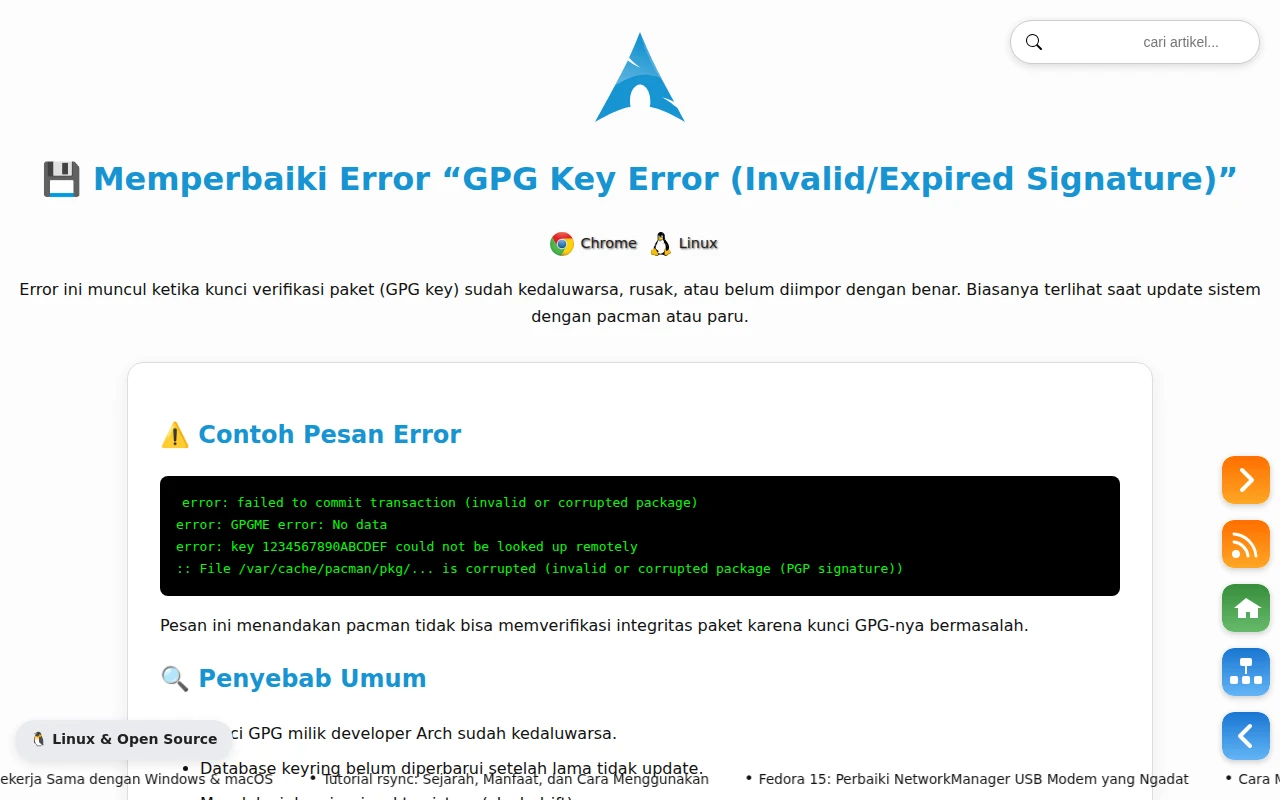 cari artikel...
💾 Memperbaiki Error “GPG Key Error (Invalid/Expired Signature)”
Chrome Linux
Error ini muncul ketika kunci verifikasi paket (GPG key) sudah kedaluwarsa, rusak, atau belum diimpor dengan benar. Biasanya terlihat saat update sistem
dengan pacman atau paru.
⚠️ Contoh Pesan Error
error: failed to commit transaction (invalid or corrupted package)
error: GPGME error: No data
error: key 1234567890ABCDEF could not be looked up remotely
:: File /var/cache/pacman/pkg/... is corrupted (invalid or corrupted package (PGP signature))
Pesan ini menandakan pacman tidak bisa memverifikasi integritas paket karena kunci GPG-nya bermasalah.
🔍 Penyebab Umum
ci GPG milik developer Arch sudah kedaluwarsa.
🐧 Linux & Open Source
• Database keyring belum diperbarui setelah lama tidak update.
ekerja Sama dengan Windows & macOS • Tutorial rsync: Sejarah, Manfaat, dan Cara Menggunakan • Fedora 15: Perbaiki NetworkManager USB Modem yang Ngadat • Cara